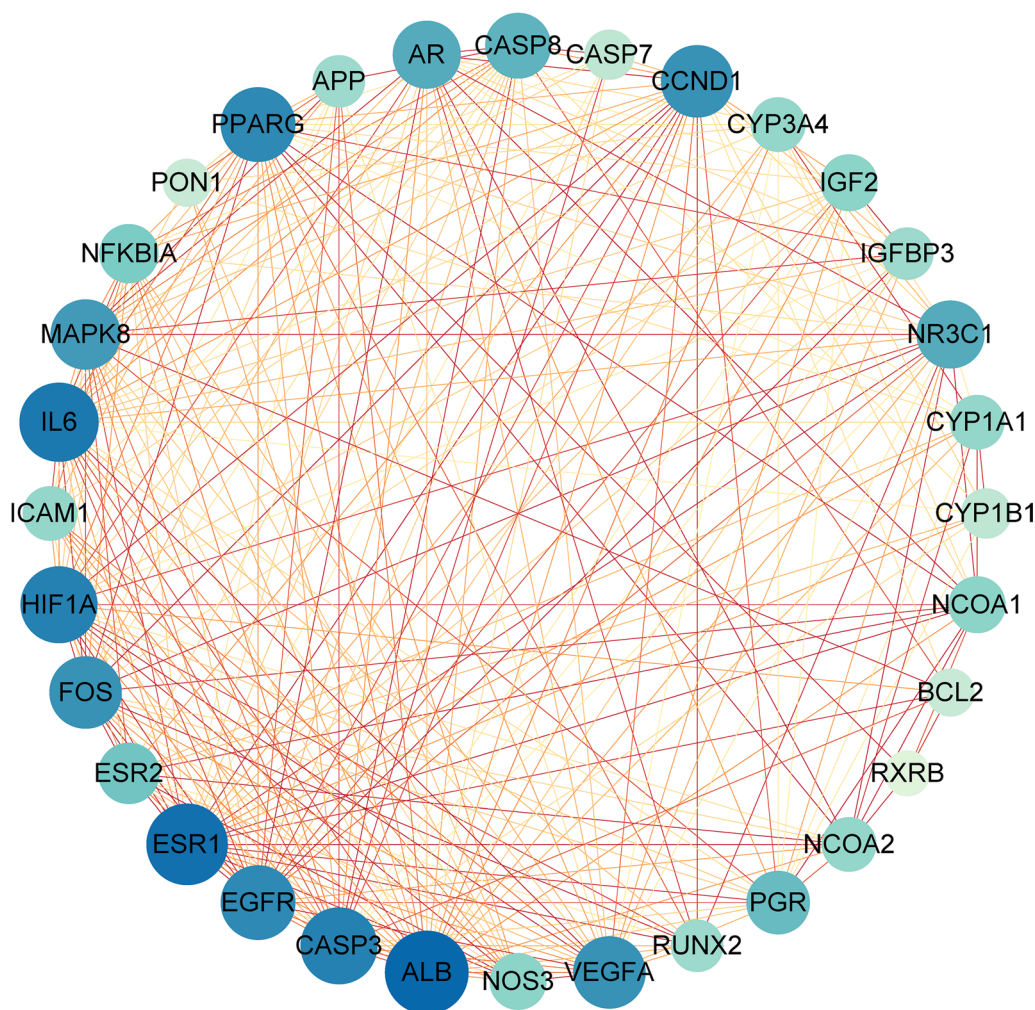 CASP8
AR
CASP7
CCND1
APP
PPARG
CYP3A4
PON1
IGF2
NFKBIA
IGFBP3
MAPK8
NR3C1
IL6
CYP1A1
ICAM1
CYP1B1
HIF1A
NCOA1
FOS
BCL2
ESR2
RXRB
ESR1
NCOA2
EGFR
PGR
CASP3
RUNX2
ALB
VEGFA
NOS3